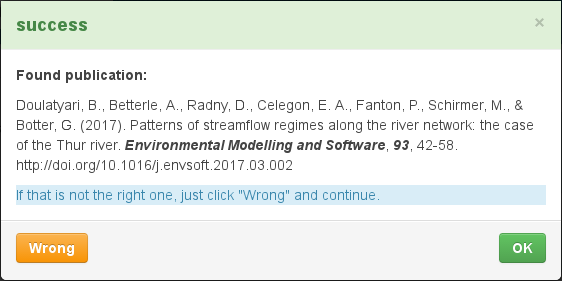 success
×
Found publication:
Doulatyari, B., Betterle, A., Radny, D., Celegon, E. A., Fanton, P., Schirmer, M., &
Botter, G. (2017). Patterns of streamflow regimes along the river network: the case
of the Thur river. Environmental Modelling and Software, 93, 42-58.
http://doi.org/10.1016/j.envsoft.2017.03.002
If that is not the right one, just click "Wrong" and continue.
Wrong
OK